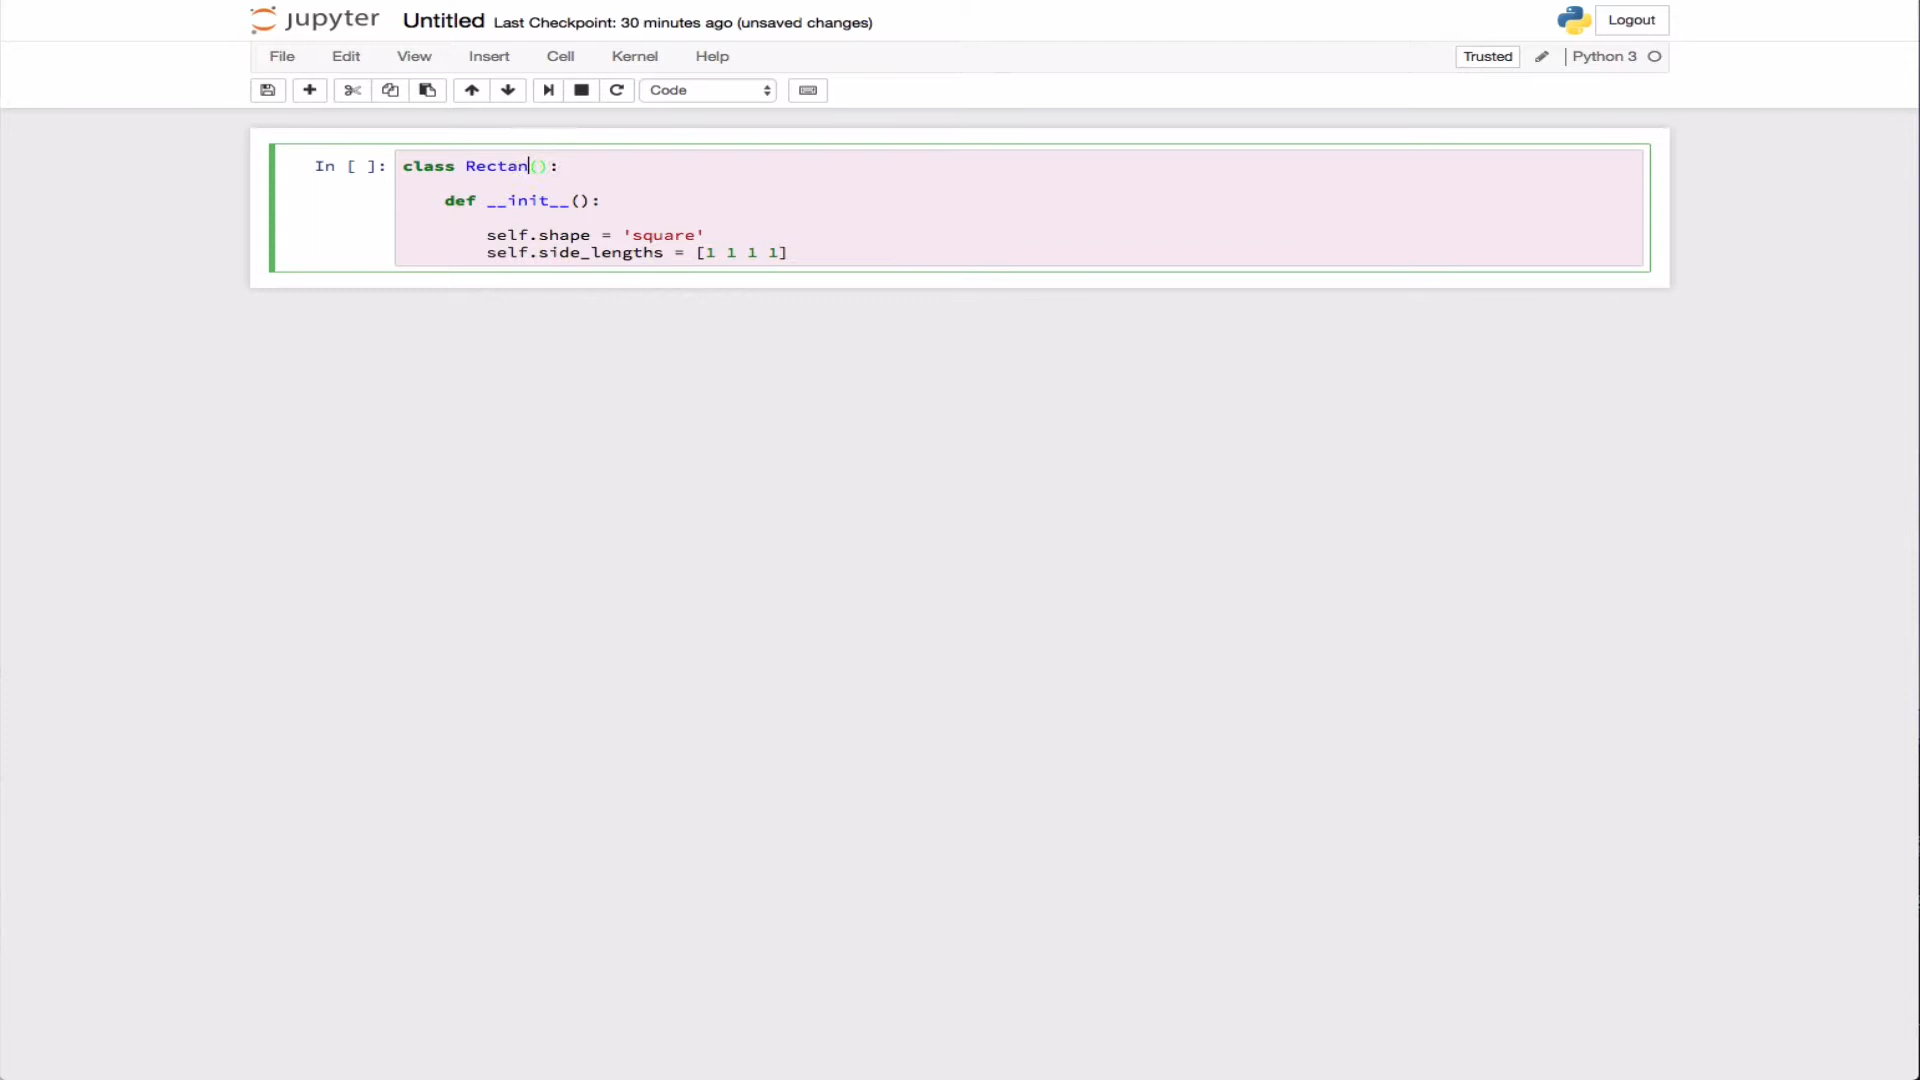 jupyter Untitled Last Checkpoint: 30 minutes ago (unsaved changes) Logout
File Edit View Insert Cell Kernel Help Trusted Python 3
Code
In [ ]: class Rectan():
def __init__():
self.shape = 'square'
self.side_lengths = [1 1 1 1]